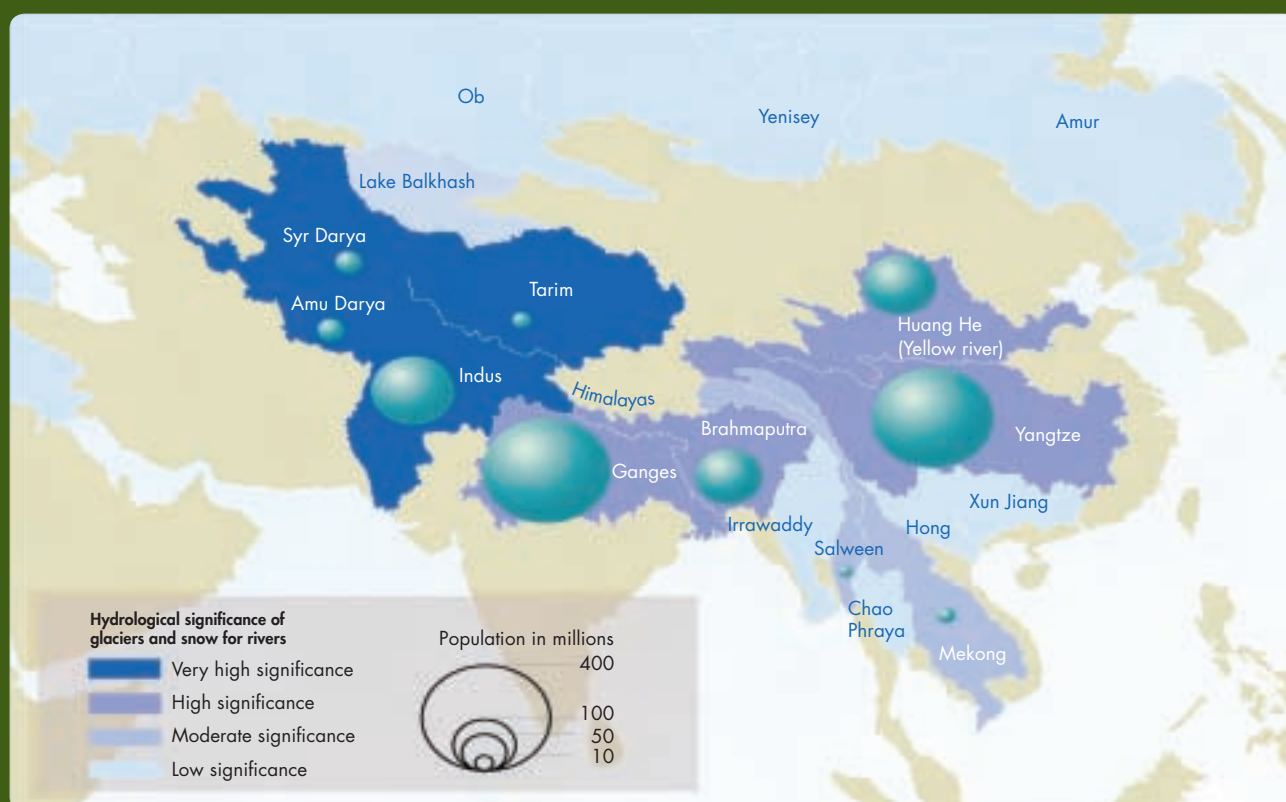 Ob
Yenisey
Amur
Lake Balkhash
Syr Darya
Tarim
Amu Darya
Huang He
(Yellow river)
Indus
Himalayas
Brahmaputra
Yangtze
Ganges
Xun Jiang
Irrawaddy
Hong
Salween
Chao
Phraya
Mekong
Hydrological significance of
glaciers and snow for rivers
Very high significance
High significance
Moderate significance
Low significance
Population in millions
400
100
50
10